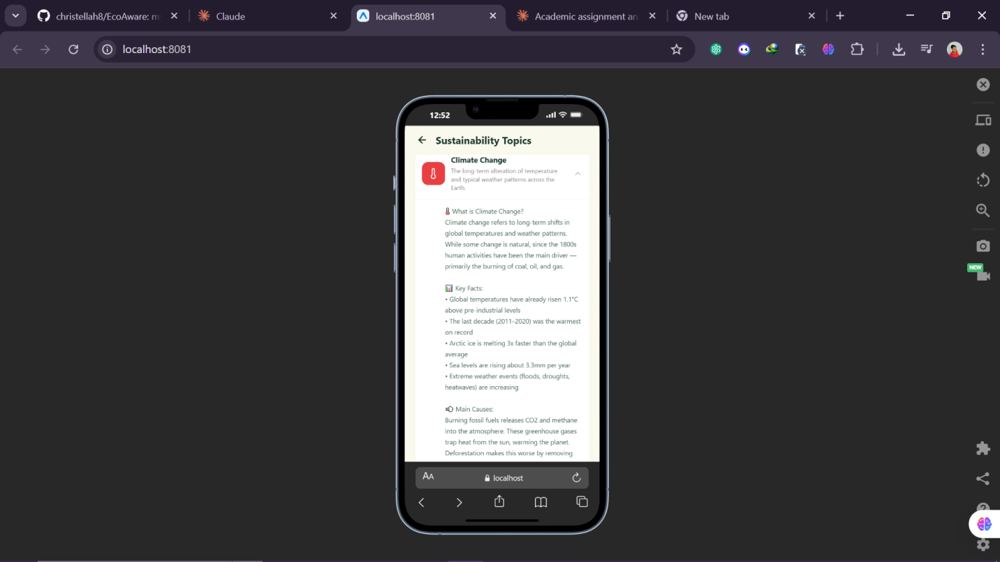 christellah8/EcoAware: m
Claude
localhost:8081
Academic assignment an
New tab
localhost:8081
12:52
Sustainability Topics
Climate Change
The long-term alteration of temperature
and typical weather patterns across the
Earth.
🌡 What is Climate Change?
Climate change refers to long-term shifts in
global temperatures and weather patterns.
While some change is natural, since the 1800s
human activities have been the main driver —
primarily the burning of coal, oil, and gas.
📊 Key Facts:
• Global temperatures have already risen 1.1°C
above pre-industrial levels
• The last decade (2011–2020) was the warmest
on record
• Arctic ice is melting 3x faster than the global
average
• Sea levels are rising about 3.3mm per year
• Extreme weather events (floods, droughts,
heatwaves) are increasing
💨 Main Causes:
Burning fossil fuels releases CO2 and methane
into the atmosphere. These greenhouse gases
trap heat from the sun, warming the planet.
Deforestation makes this worse by removing
AA
localhost
NEW